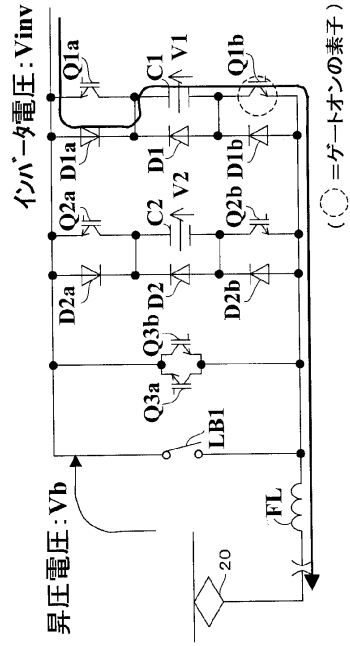 インバータ電圧：Vinv
昇圧電圧：Vb
Q1a
D1a
C1
V1
D1
Q1b
D1b
Q2a
D2a
C2
V2
D2
Q2b
D2b
Q3b
Q3a
LB1
FL
20
( =ゲートオンの素子)